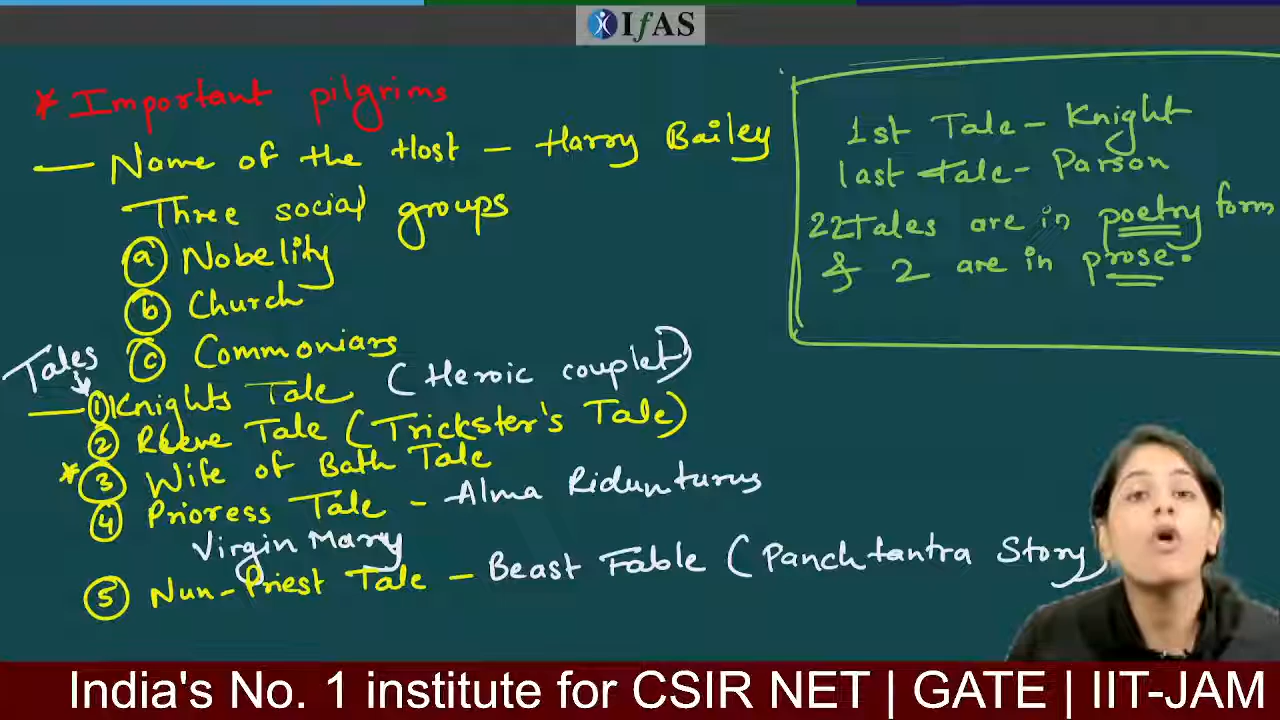 IfAS
* Important pilgrims
— Name of the Host – Harry Bailey
Three social groups
(a) Nobelity
(b) Church
(c) Commonians
Tales
— (1) Knights Tale (Heroic couplet)
(2) Reeve Tale (Trickster's Tale)
* (3) Wife of Bath Tale
(4) Prioress Tale - Alma Ridunturus
Virgin Mary
(5) Nun-Priest Tale – Beast Fable (Panchtantra Story)
1st Tale – Knight
last Tale - Parson
22 Tales are in poetry form
& 2 are in prose.
India's No. 1 institute for CSIR NET | GATE | IIT-JAM